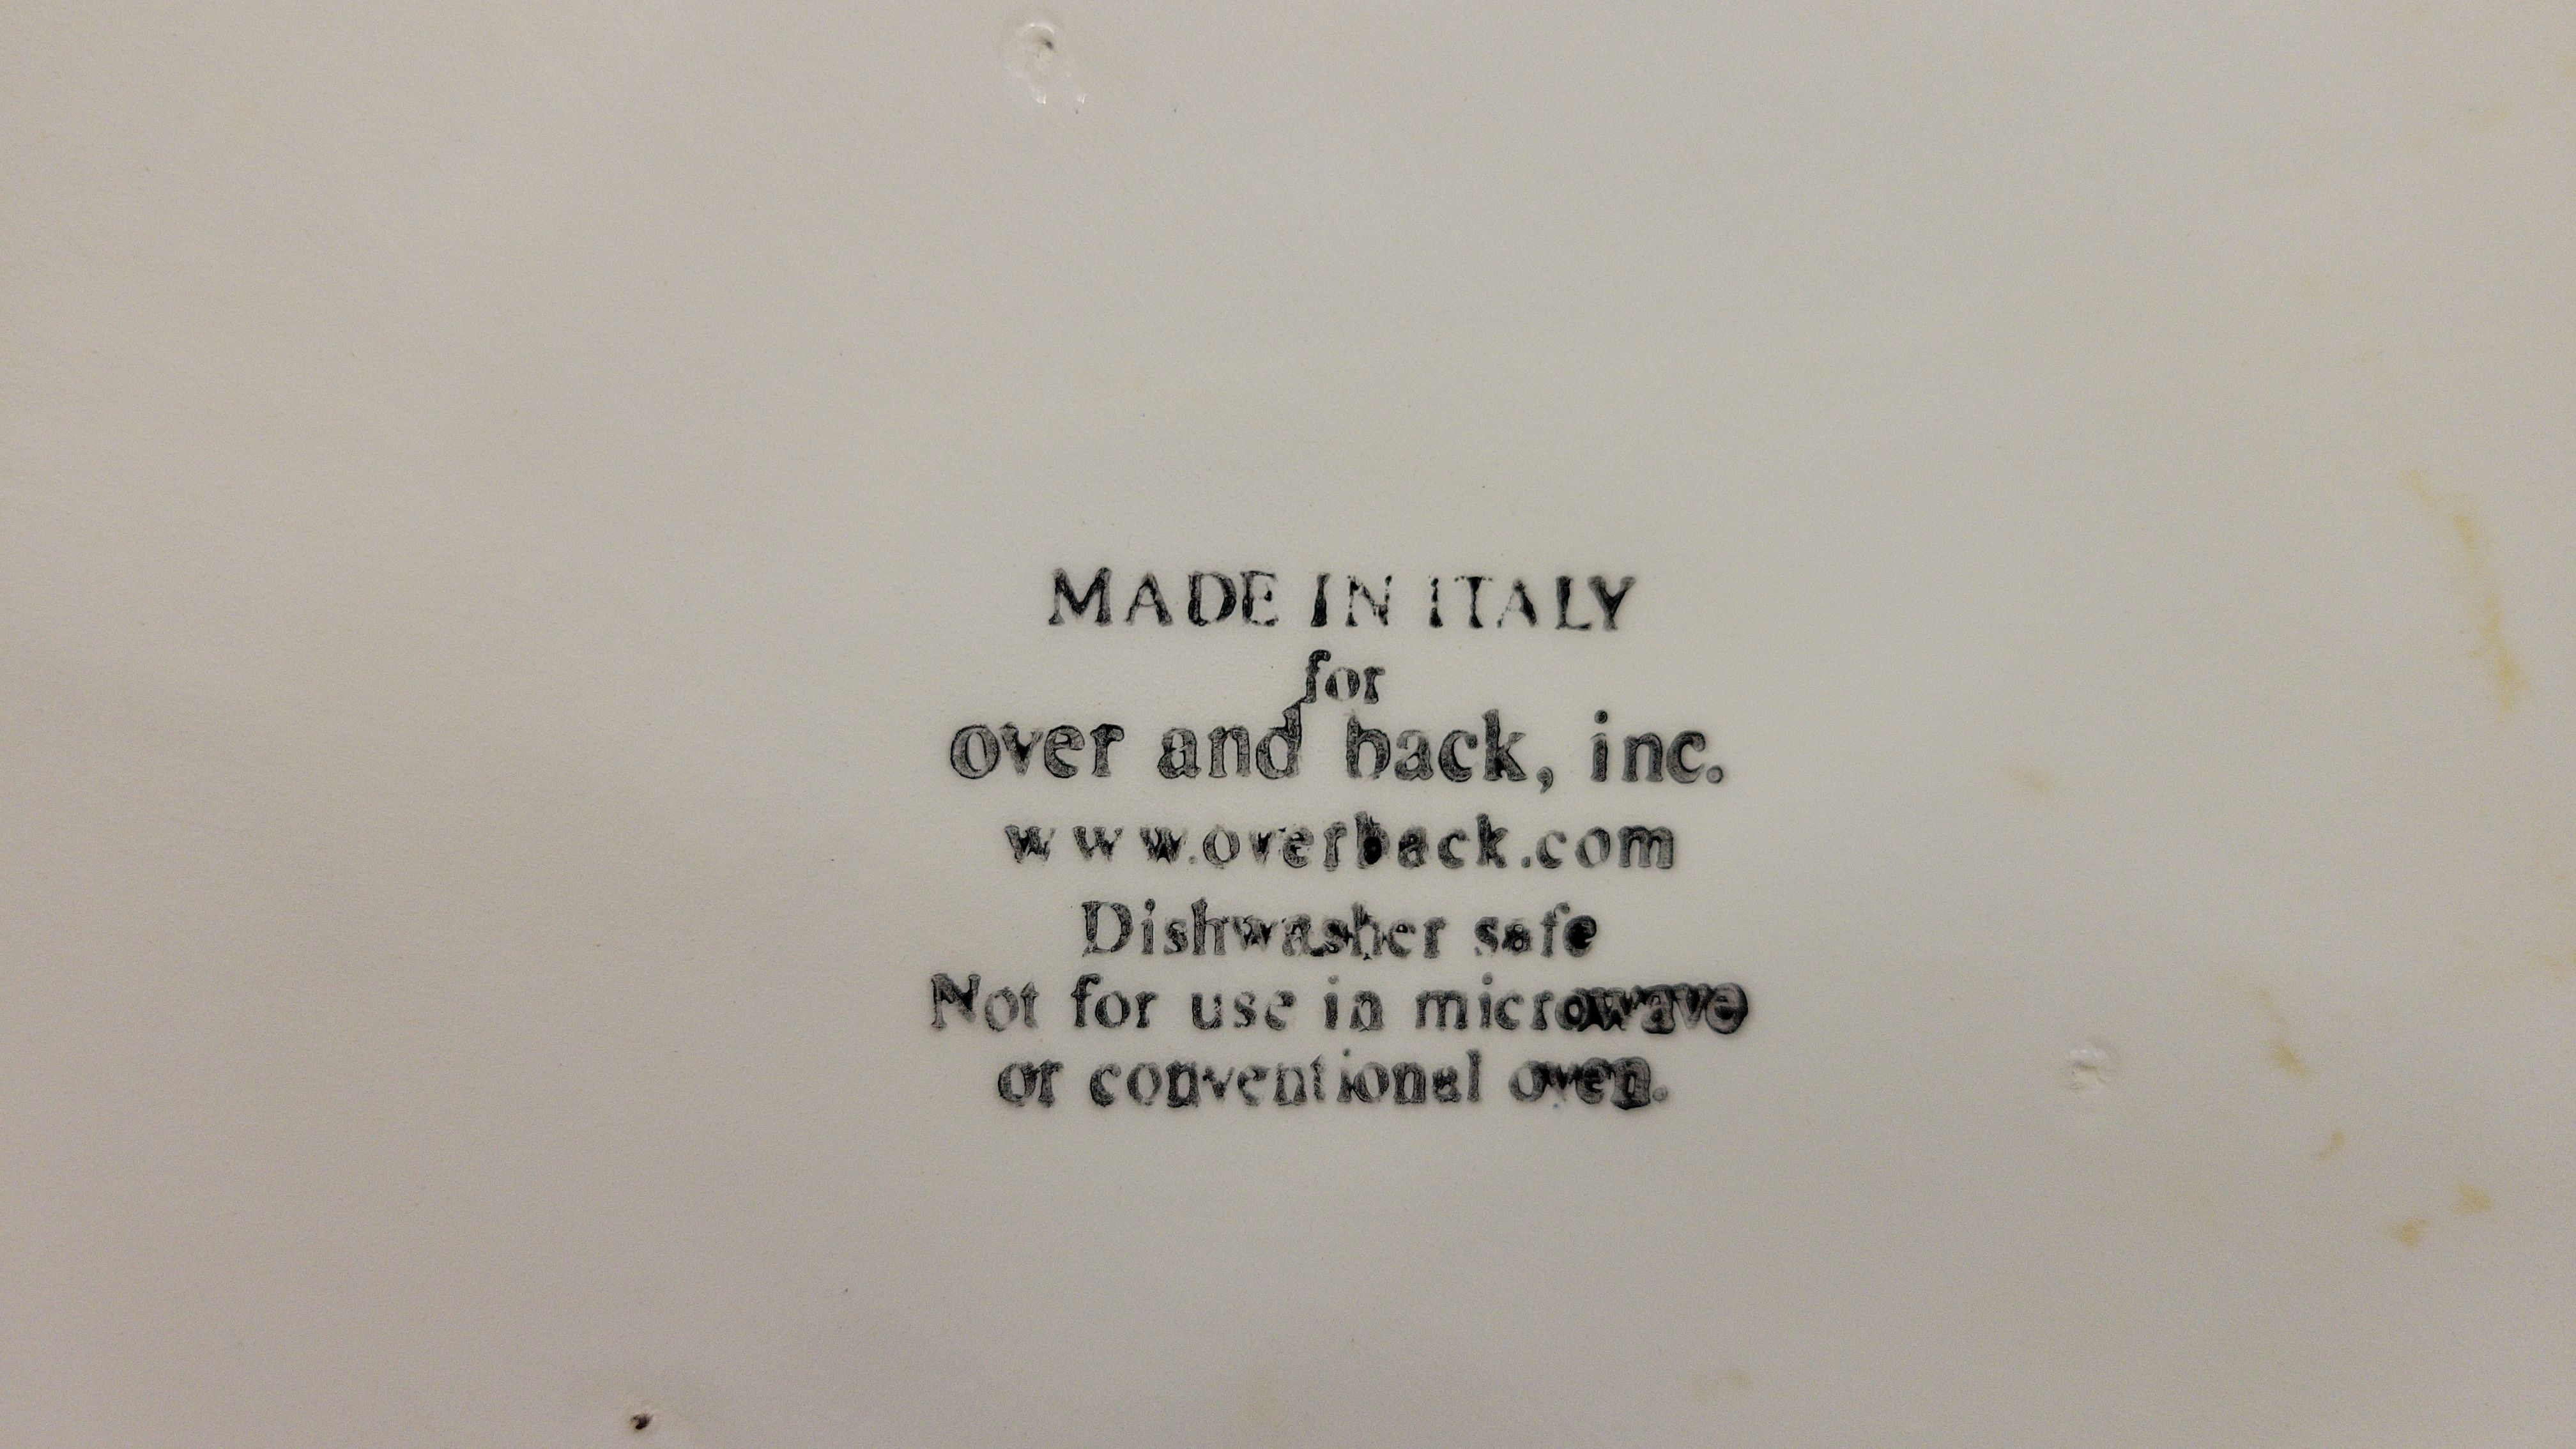 MADE IN ITALY
for
over and back, inc.
www.overback.com
Dishwasher safe
Not for use in microwave
or conventional oven.